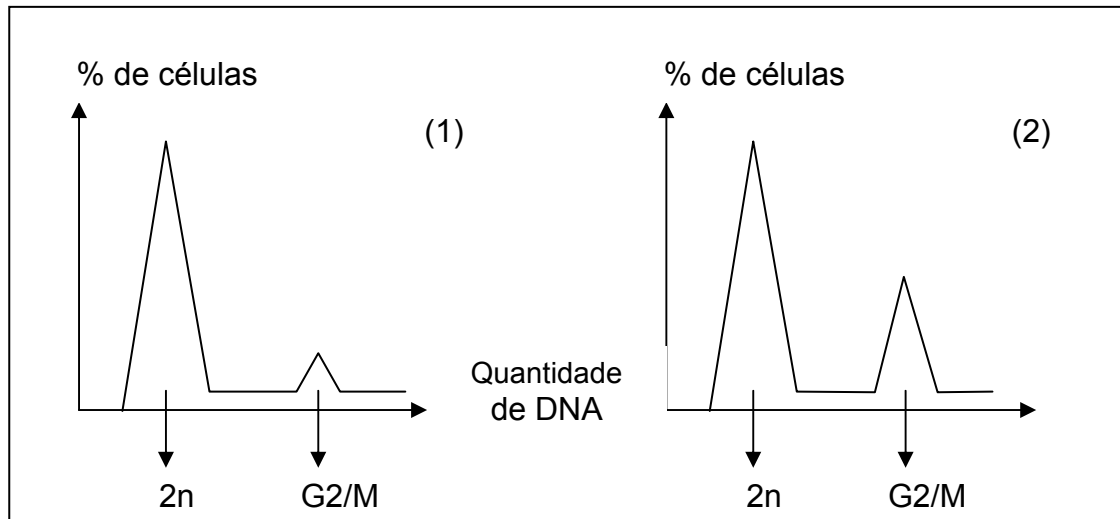 % de células
(1)
% de células
(2)
Quantidade
de DNA
2n
G2/M
2n
G2/M